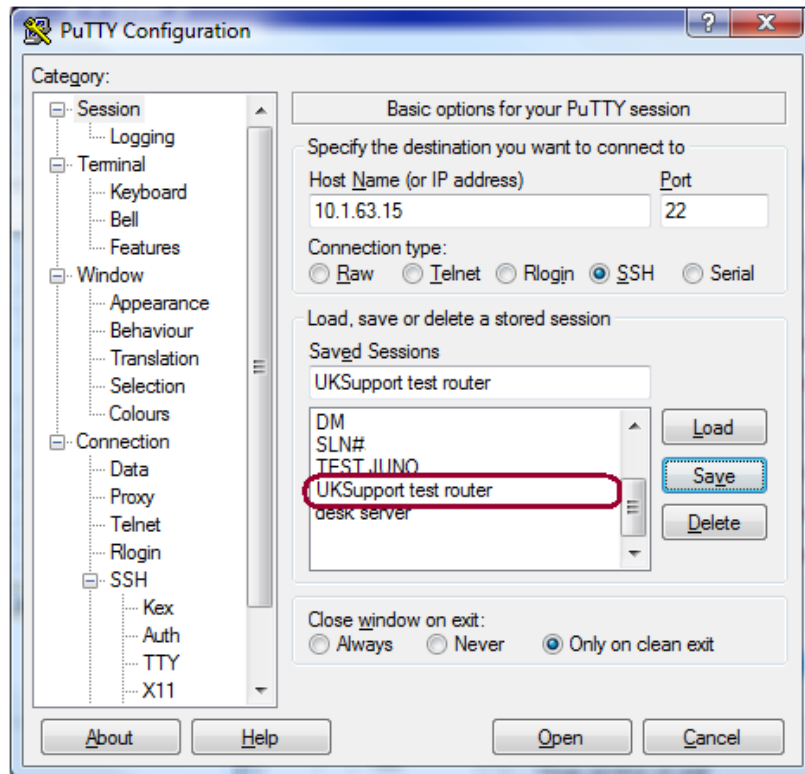 PuTTY Configuration
?
X
Category:
Session
Logging
Terminal
Keyboard
Bell
Features
Window
Appearance
Behaviour
Translation
Selection
Colours
Connection
Data
Proxy
Telnet
Rlogin
SSH
Kex
Auth
TTY
X11
Basic options for your PuTTY session
Specify the destination you want to connect to
Host Name (or IP address) Port
10.1.63.15 22
Connection type:
Raw Telnet Rlogin SSH Serial
Load, save or delete a stored session
Saved Sessions
UKSupport test router
DM
SLN#
TEST JUNO
UKSupport test router
desk server
Load
Save
Delete
Close window on exit:
Always Never Only on clean exit
About Help Open Cancel